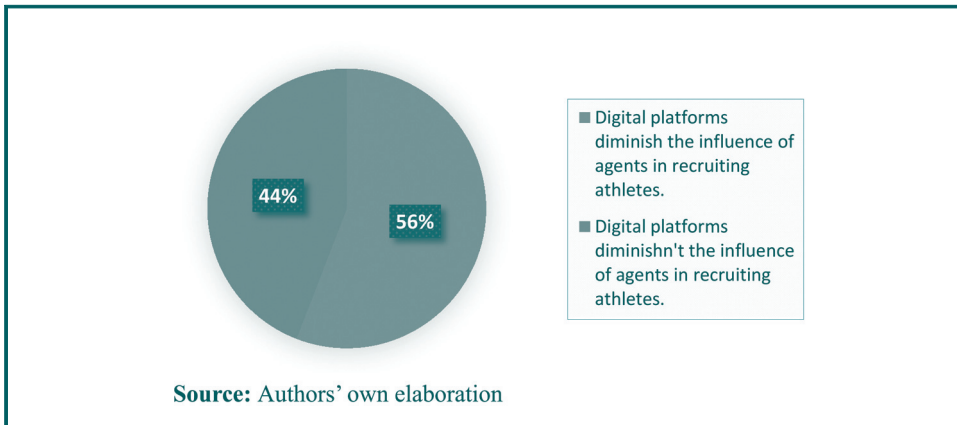 44%
56%
Digital platforms
diminish the influence of
agents in recruiting
athletes.
Digital platforms
diminishn't the influence
of agents in recruiting
athletes.
Source: Authors’ own elaboration